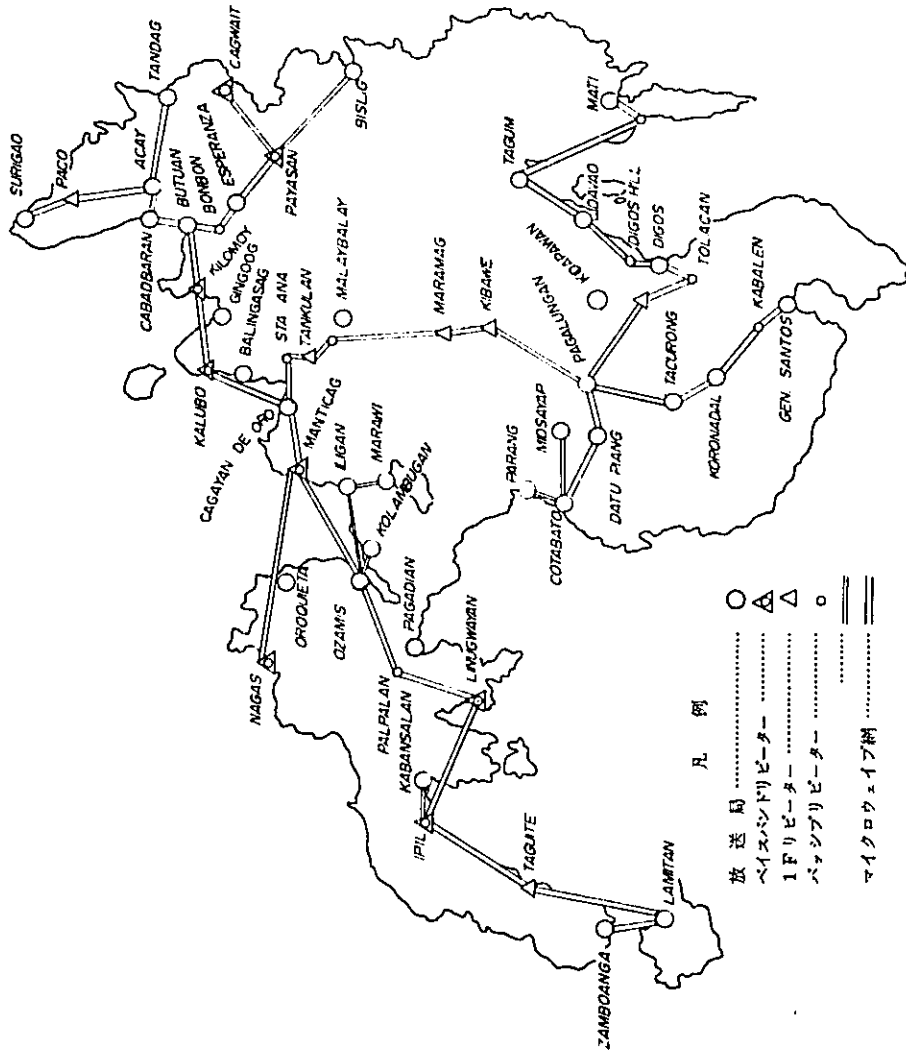 SURIGAO
PACO
ACAY
TANDAG
CABADBARAN
BUTUAN
BONBON
ESPERANZA
CAGWAIT
KILOMOY
GINGOOG
BALINGASAG
PAYASAN
KALUBO
STA ANA
TANKULAN
MALAYBALAY
CAGAYAN DE ORO
MANTICAG
ILIGAN
MARAWI
KOLAMBUGAN
MARAMAG
KIBAWE
NAGAS
OROQUIETA
OZAMIS
PAGADIAN
PALPALAN
KABANSALAN
LINUGWAYAN
IPIL
TAGUITE
LAMITAN
ZAMBOANGA
PARANG
MIDSAYAP
COTABATO
DATU PIANG
PAGALUNGAN
KIDAPAWAN
TAGUM
MATI
DAVAO
DIGOS HILL
DIGOS
TOLACAN
TACURONG
KORONADAL
KABALEN
GEN. SANTOS
凡 例
放 送 局 ‥‥‥‥‥
ベイスバンドリピーター ‥‥‥‥
1Fリピーター ‥‥‥‥
パッシブリピーター ‥‥‥‥
マイクロウェイブ網 ‥‥‥‥